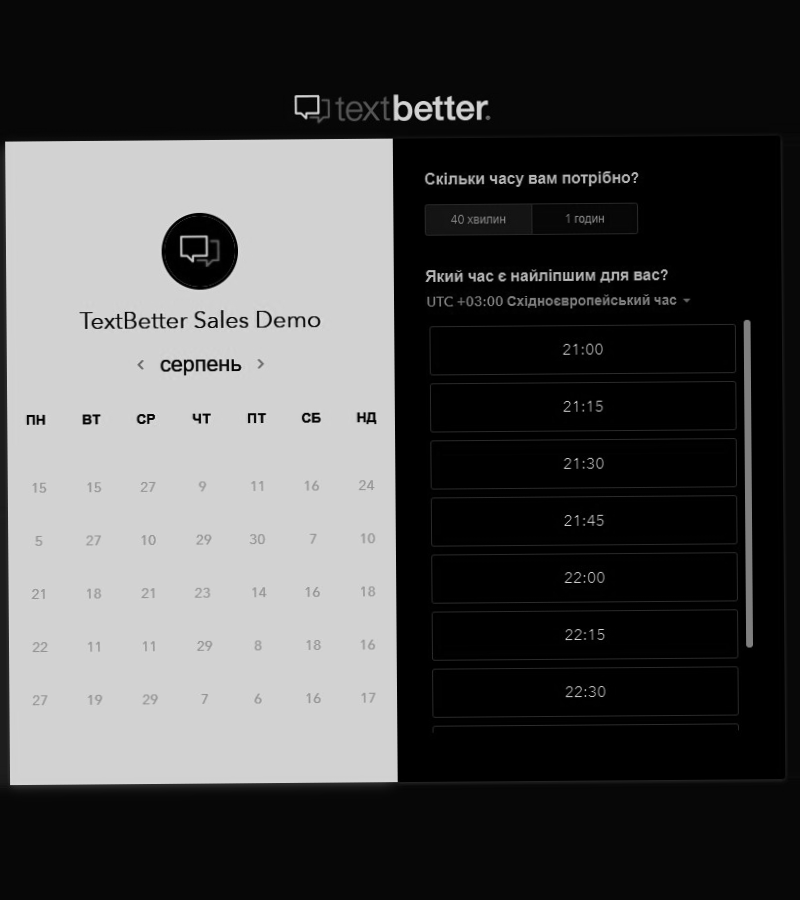 textbetter.
TextBetter Sales Demo
серпень
ПН ВТ СР ЧТ ПТ СБ НД
15 15 27 9 11 16 24
5 27 10 29 30 7 10
21 18 21 23 14 16 18
22 11 11 29 8 18 16
27 19 29 7 6 16 17
Скільки часу вам потрібно?
40 хвилин 1 годин
Який час є найліпшим для вас?
UTC +03:00 Східноєвропейський час
21:00
21:15
21:30
21:45
22:00
22:15
22:30